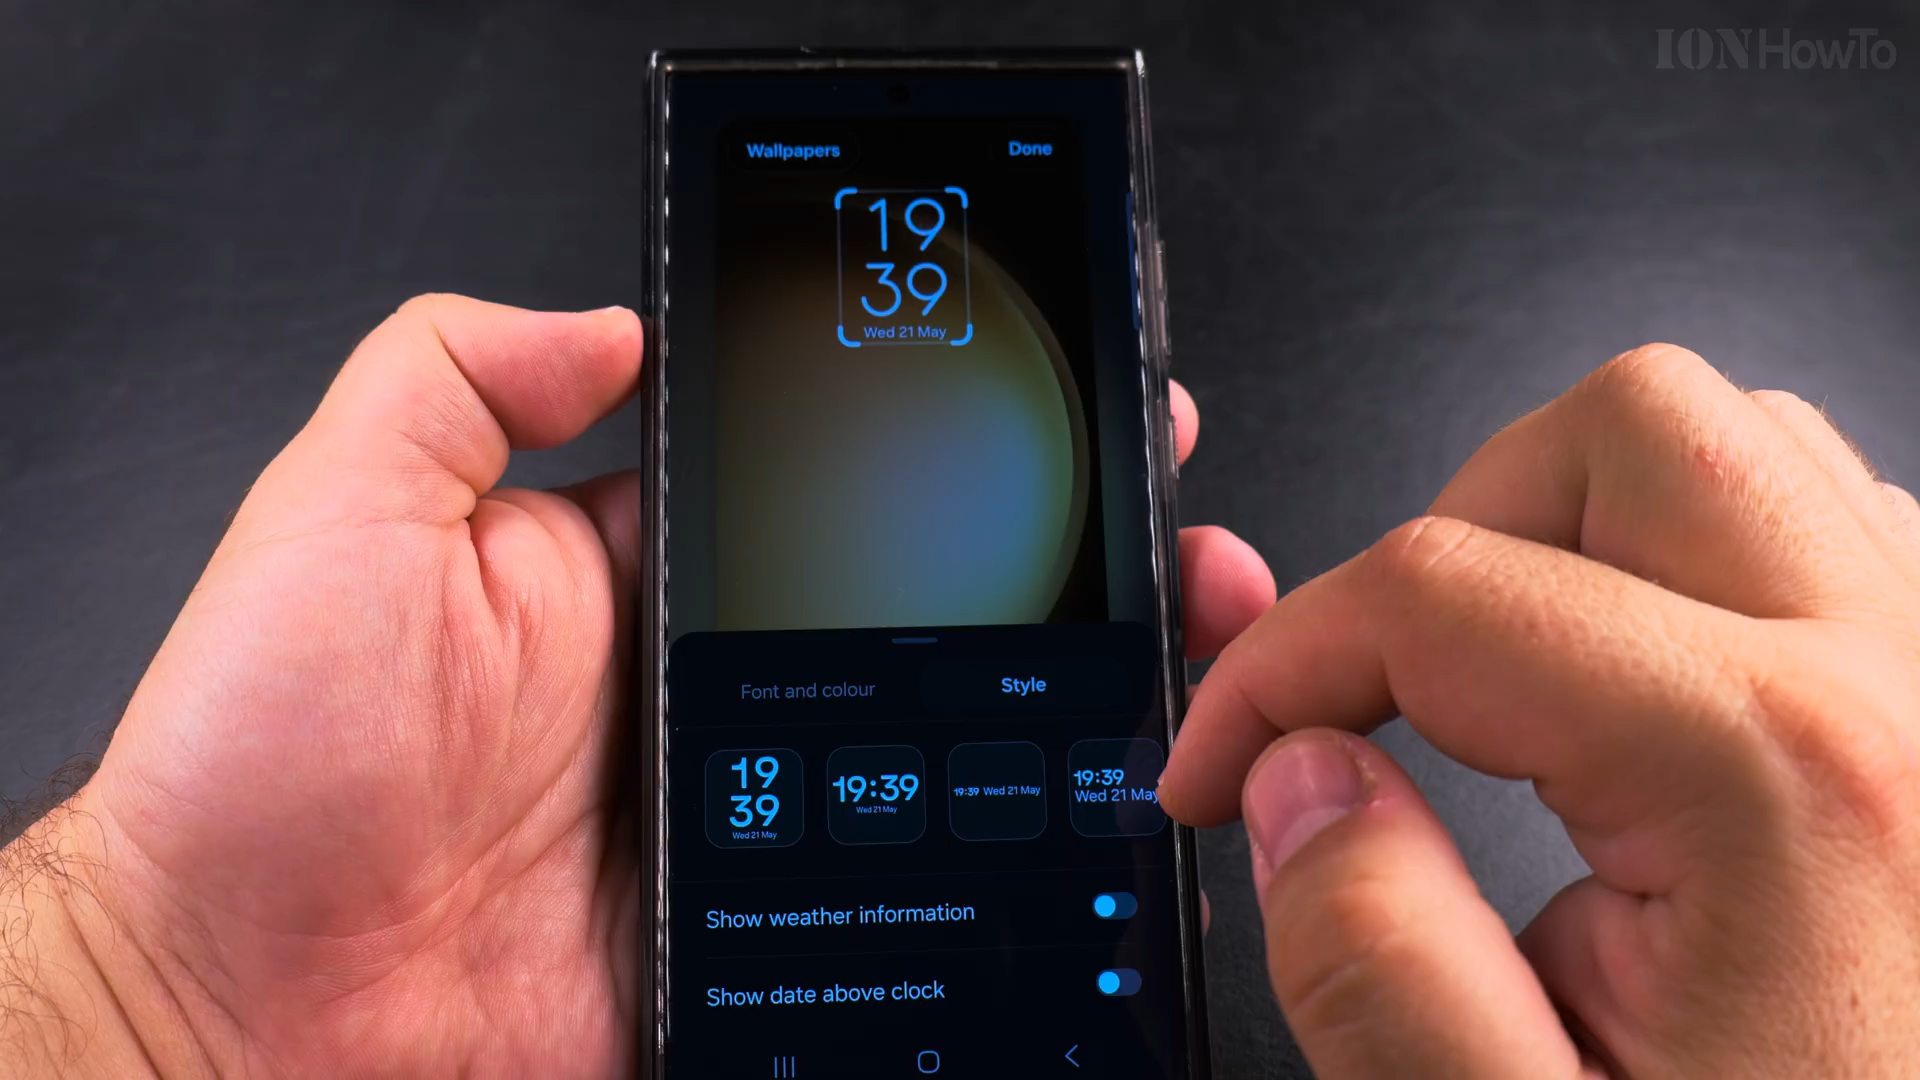 IONHowTo
Wallpapers
Done
19
39
Wed 21 May
Font and colour
Style
19
39
Wed 21 May
19:39
Wed 21 May
19:39 Wed 21 May
19:39
Wed 21 May
Show weather information
Show date above clock